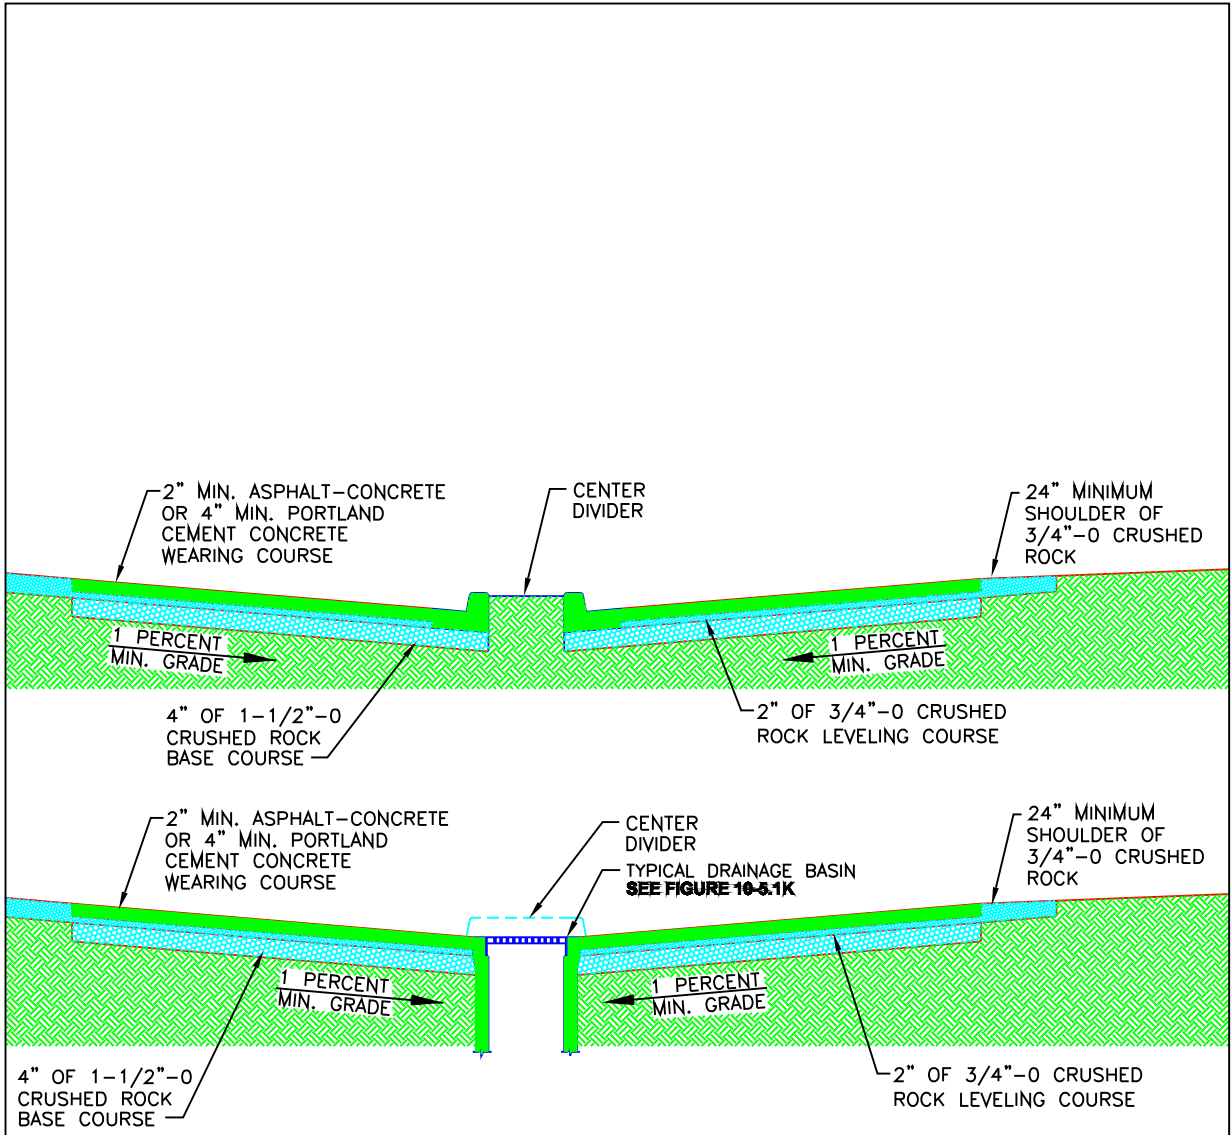 2” MIN. ASPHALT-CONCRETE
OR 4” MIN. PORTLAND
CEMENT CONCRETE
WEARING COURSE
CENTER
DIVIDER
24” MINIMUM
SHOULDER OF
3/4”-0 CRUSHED
ROCK
1 PERCENT
MIN. GRADE
1 PERCENT
MIN. GRADE
4” OF 1-1/2”-0
CRUSHED ROCK
BASE COURSE
2” OF 3/4”-0 CRUSHED
ROCK LEVELING COURSE
2” MIN. ASPHALT-CONCRETE
OR 4” MIN. PORTLAND
CEMENT CONCRETE
WEARING COURSE
CENTER
DIVIDER
TYPICAL DRAINAGE BASIN
SEE FIGURE 10-5.1K
24” MINIMUM
SHOULDER OF
3/4”-0 CRUSHED
ROCK
1 PERCENT
MIN. GRADE
1 PERCENT
MIN. GRADE
4” OF 1-1/2”-0
CRUSHED ROCK
BASE COURSE
2” OF 3/4”-0 CRUSHED
ROCK LEVELING COURSE